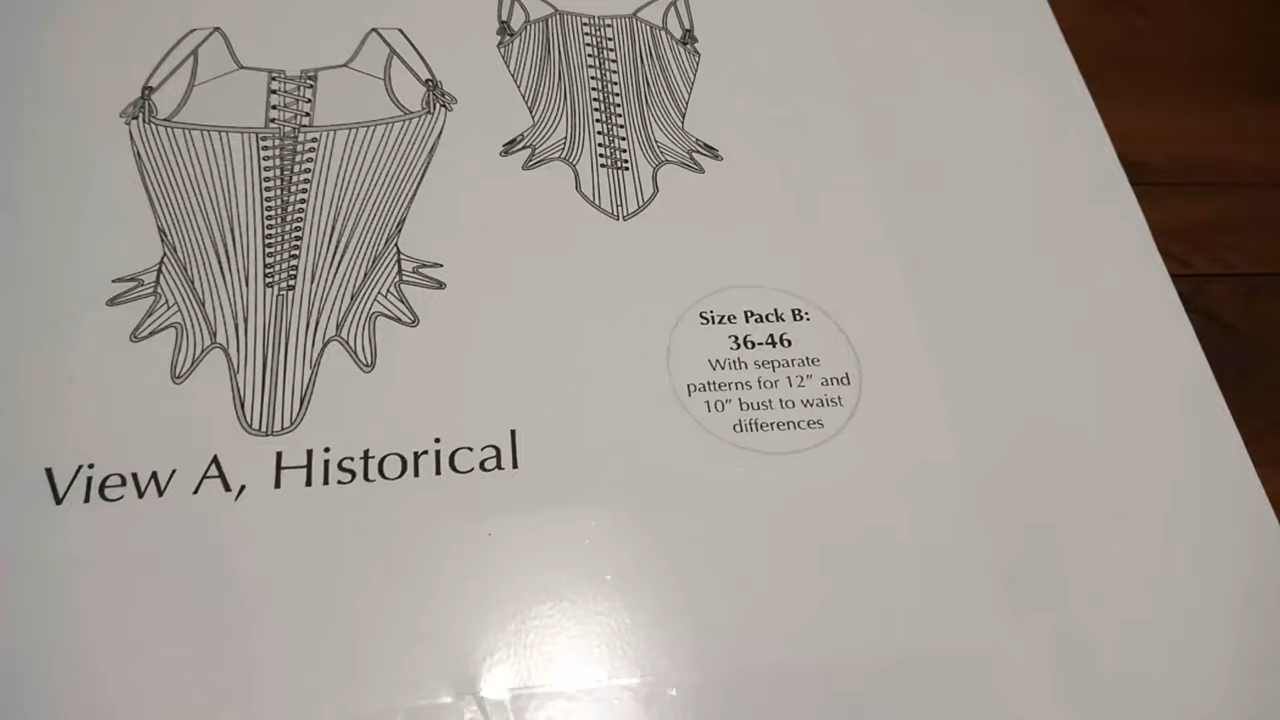 Size Pack B:
36-46
With separate
patterns for 12” and
10” bust to waist
differences
View A, Historical